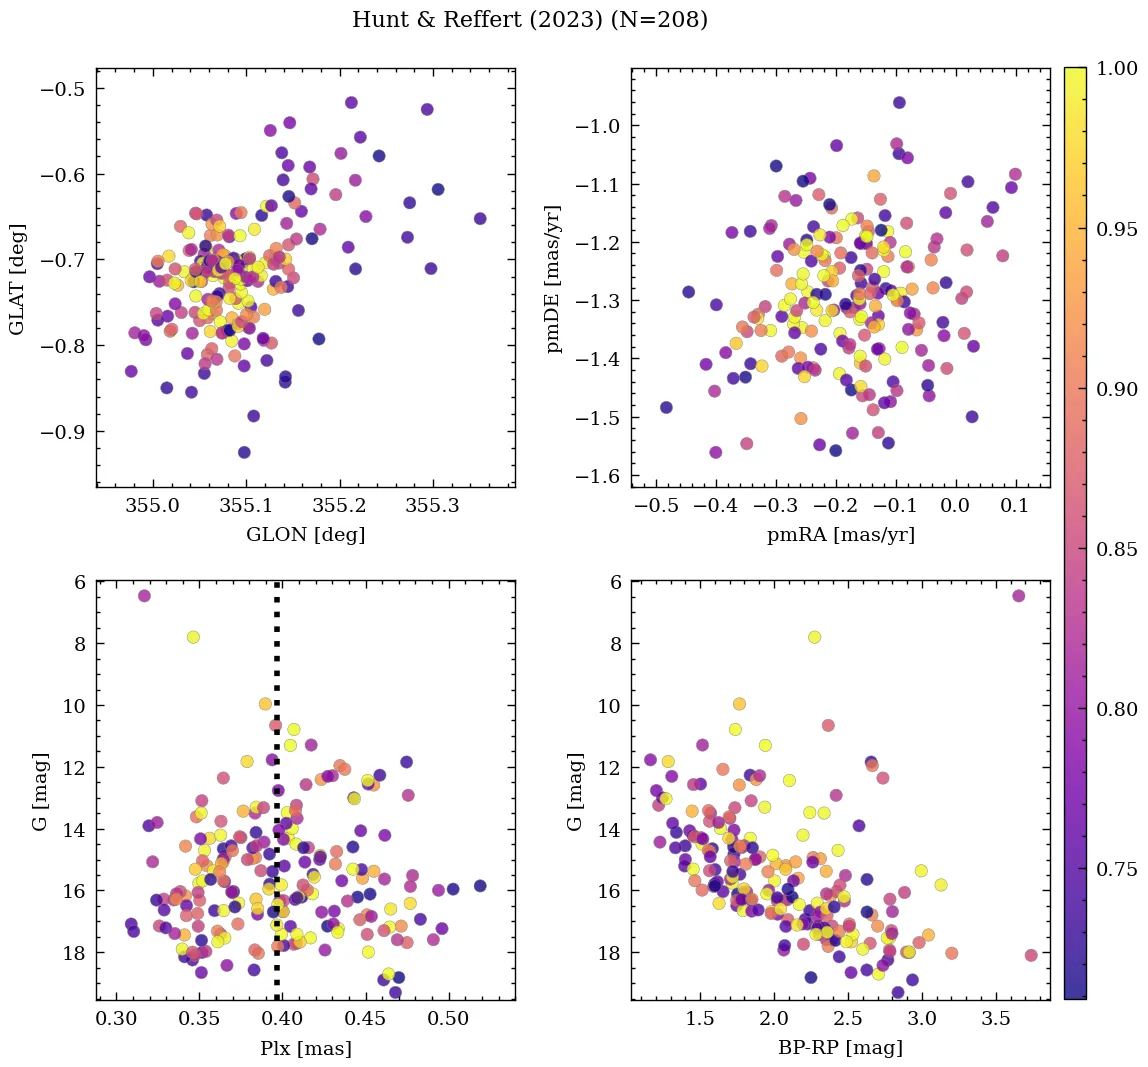 Hunt & Reffert (2023) (N=208)
−0.5
−0.6
−0.7
−0.8
−0.9
GLAT [deg]
355.0 355.1 355.2 355.3
GLON [deg]
−1.0
−1.1
−1.2
−1.3
−1.4
−1.5
−1.6
pmDE [mas/yr]
−0.5 −0.4 −0.3 −0.2 −0.1 0.0 0.1
pmRA [mas/yr]
1.00
0.95
0.90
0.85
0.80
0.75
6
8
10
12
14
16
18
G [mag]
0.30 0.35 0.40 0.45 0.50
Plx [mas]
6
8
10
12
14
16
18
G [mag]
1.5 2.0 2.5 3.0 3.5
BP-RP [mag]